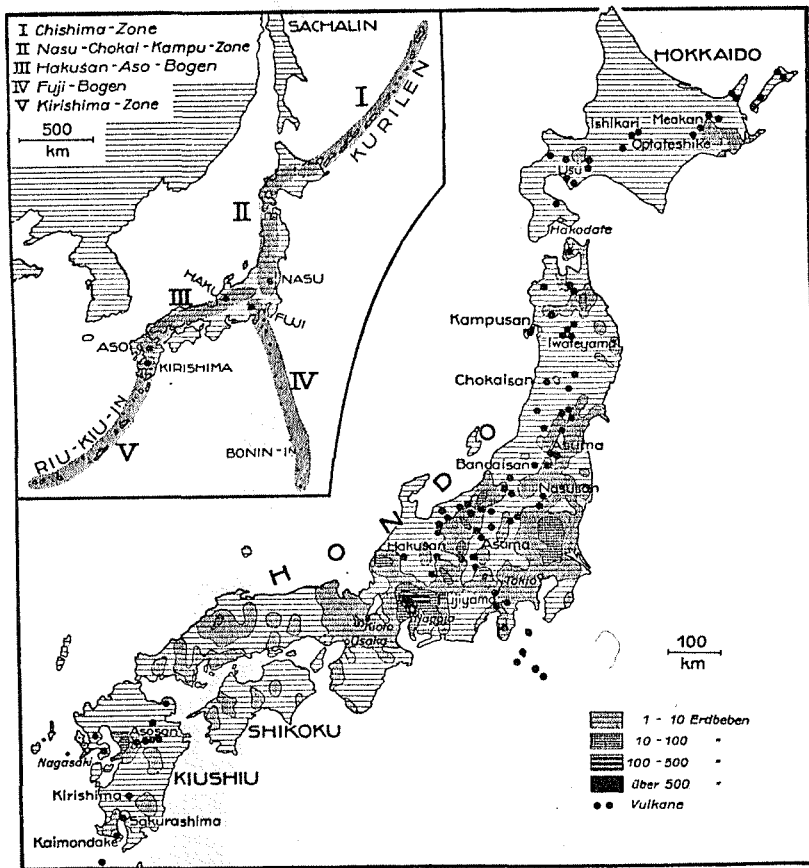 I Chishima-Zone
II Nasu-Chokai-Kampu-Zone
III Hakusan-Aso-Bogen
IV Fuji-Bogen
V Kirishima-Zone
500
km
SACHALIN
I
KURILEN
II
NASU
HAKU
III
FUJI
ASO
KIRISHIMA
IV
RIU-KIU-IN
V
BONIN-IN
HOKKAIDO
Ishikari
Meakan
Optateshike
Usu
Hakodate
Kampusan
Iwateyama
Chokaisan
Azuma
Bandaisan
Nasusan
HONDO
Hakusan
Asama
Tokio
Fujiyama
Nagoja
Kioto
Osaka
100
km
SHIKOKU
Asosan
Nagasaki
KIUSHIU
Kirishima
Sakurashima
Kaimondake
1 - 10 Erdbeben
10 - 100 "
100 - 500 "
über 500 "
Vulkane